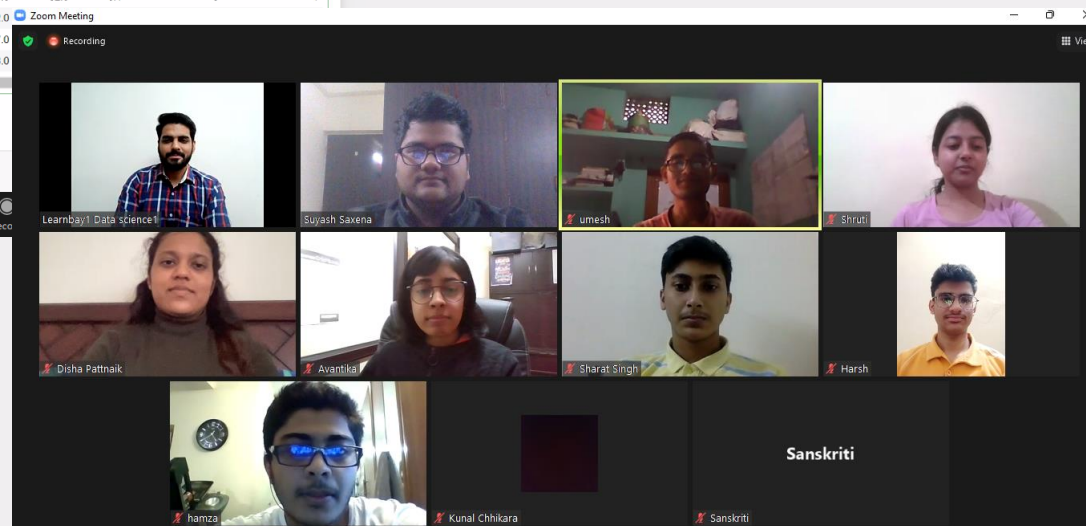 Zoom Meeting
Recording
Learnbay1 Data science1
Suyash Saxena
umesh
Shruti
Disha Pattnaik
Avantika
Sharat Singh
Harsh
hamza
Kunal Chhikara
Sanskriti
Sanskriti